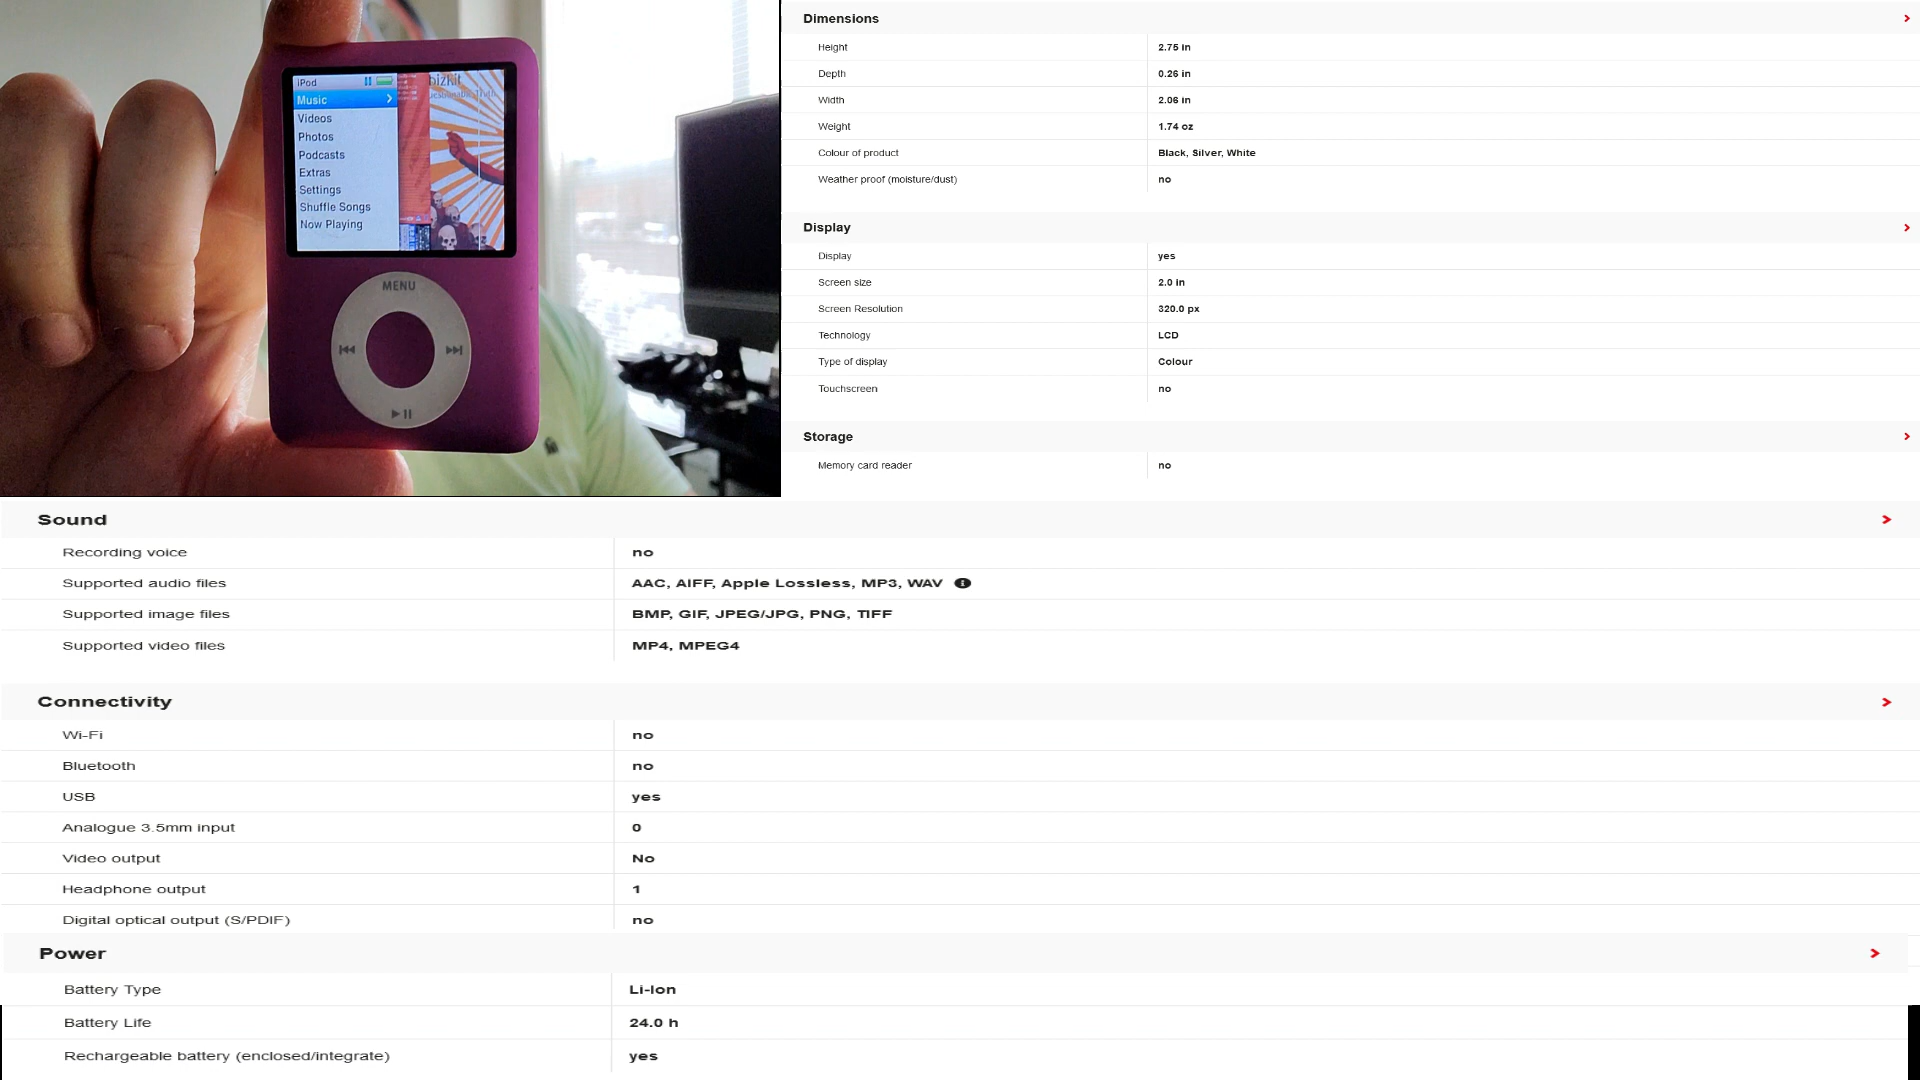 iPod
Music
Videos
Photos
Podcasts
Extras
Settings
Shuffle Songs
Now Playing
bizkit
MENU
Dimensions
Height 2.75 in
Depth 0.26 in
Width 2.06 in
Weight 1.74 oz
Colour of product Black, Silver, White
Weather proof (moisture/dust) no
Display
Display yes
Screen size 2.0 in
Screen Resolution 320.0 px
Technology LCD
Type of display Colour
Touchscreen no
Storage
Memory card reader no
Sound
Recording voice no
Supported audio files AAC, AIFF, Apple Lossless, MP3, WAV
Supported image files BMP, GIF, JPEG/JPG, PNG, TIFF
Supported video files MP4, MPEG4
Connectivity
Wi-Fi no
Bluetooth no
USB yes
Analogue 3.5mm input 0
Video output No
Headphone output 1
Digital optical output (S/PDIF) no
Power
Battery Type Li-Ion
Battery Life 24.0 h
Rechargeable battery (enclosed/integrate) yes